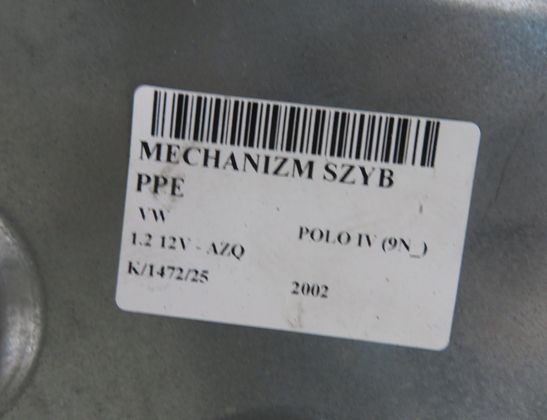 MECHANIZM SZYB
PPE
VW
1.2 12V - AZQ
POLO IV (9N_)
K/1472/25
2002